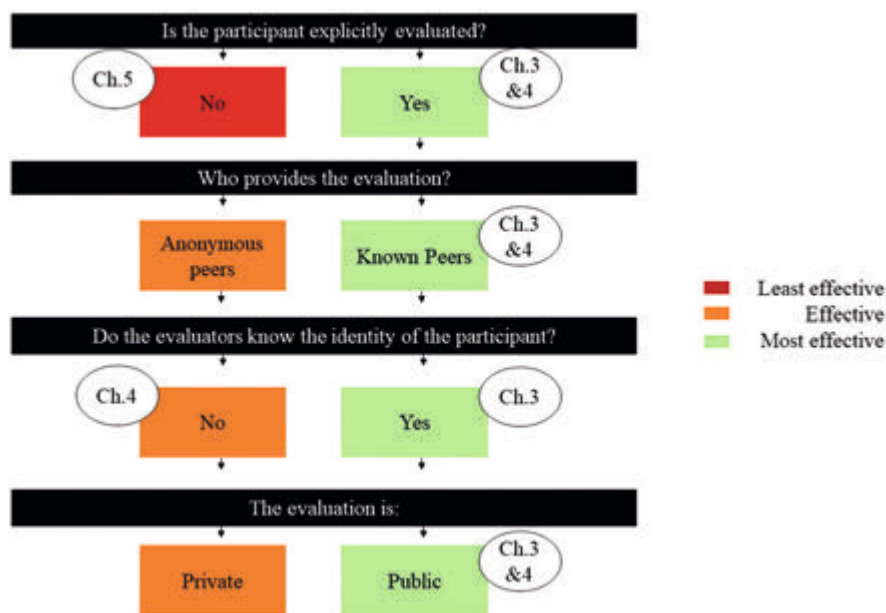 Is the participant explicitly evaluated?
Ch.5
No
Yes
Ch.3
&4
Who provides the evaluation?
Anonymous
peers
Known Peers
Ch.3
&4
Do the evaluators know the identity of the participant?
Ch.4
No
Yes
Ch.3
The evaluation is:
Private
Public
Ch.3
&4
Least effective
Effective
Most effective